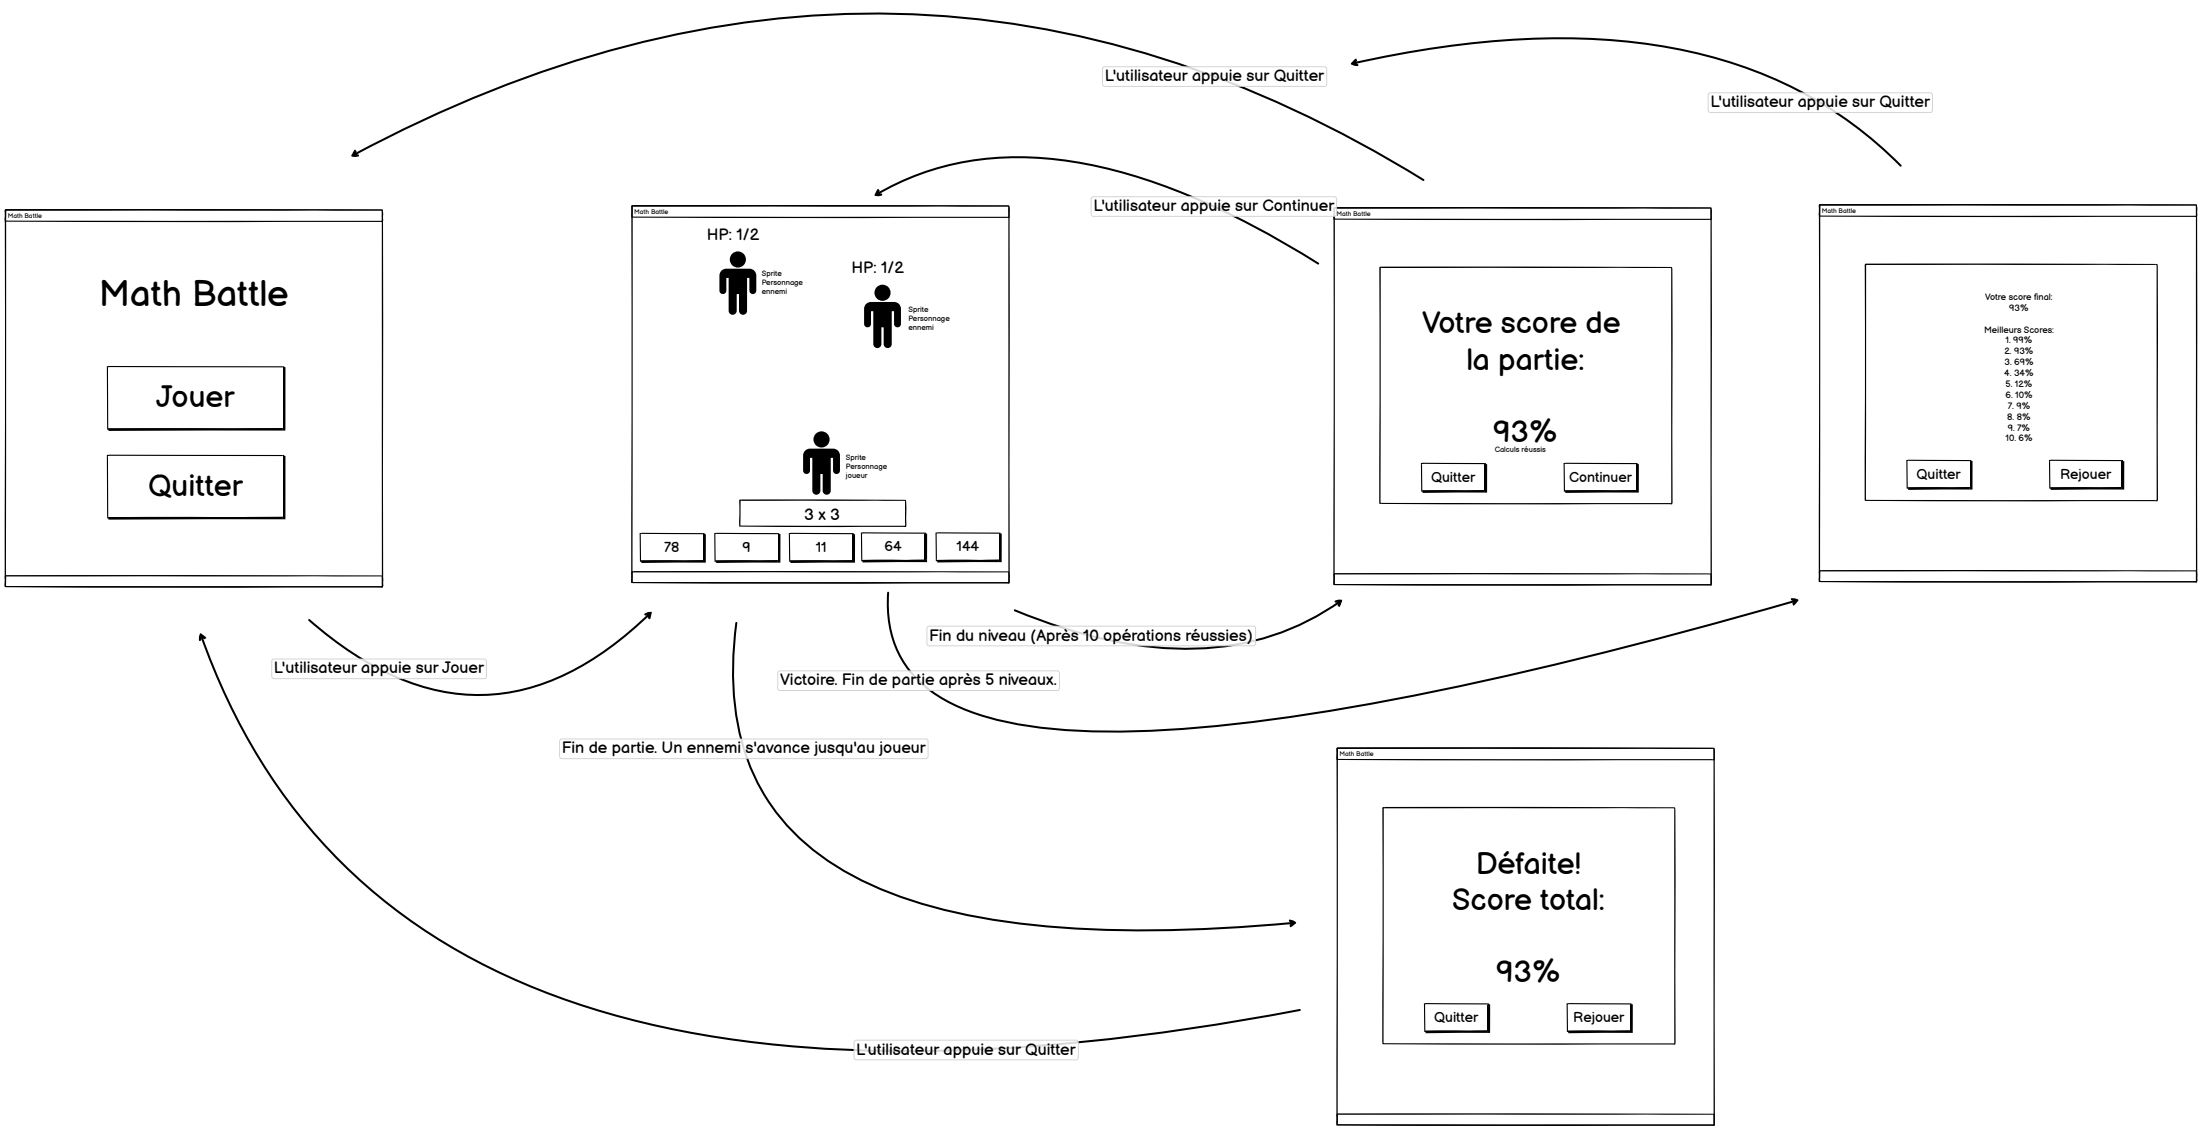 L'utilisateur appuie sur Quitter
L'utilisateur appuie sur Quitter
L'utilisateur appuie sur Continuer
Math Battle
Math Battle
Jouer
Quitter
Math Battle
HP: 1/2
Sprite
Personnage
ennemi
HP: 1/2
Sprite
Personnage
ennemi
Sprite
Personnage
joueur
3 x 3
78
9
11
64
144
Math Battle
Votre score de
la partie:
93%
Calculs réussis
Quitter
Continuer
Math Battle
Votre score final:
93%
Meilleurs Scores:
1. 99%
2. 93%
3. 69%
4. 34%
5. 12%
6. 10%
7. 9%
8. 8%
9. 7%
10. 6%
Quitter
Rejouer
L'utilisateur appuie sur Jouer
Fin du niveau (Après 10 opérations réussies)
Victoire. Fin de partie après 5 niveaux.
Fin de partie. Un ennemi s'avance jusqu'au joueur
Math Battle
Défaite!
Score total:
93%
Quitter
Rejouer
L'utilisateur appuie sur Quitter